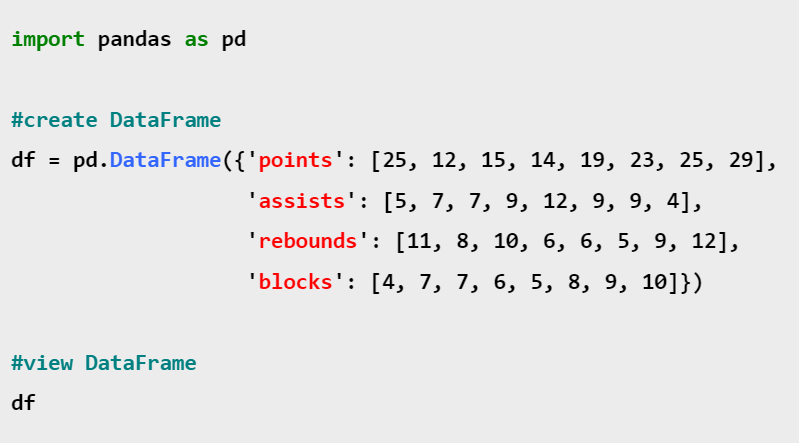 import pandas as pd
#create DataFrame
df = pd.DataFrame({'points': [25, 12, 15, 14, 19, 23, 25, 29],
'assists': [5, 7, 7, 9, 12, 9, 9, 4],
'rebounds': [11, 8, 10, 6, 6, 5, 9, 12],
'blocks': [4, 7, 7, 6, 5, 8, 9, 10]})
#view DataFrame
df